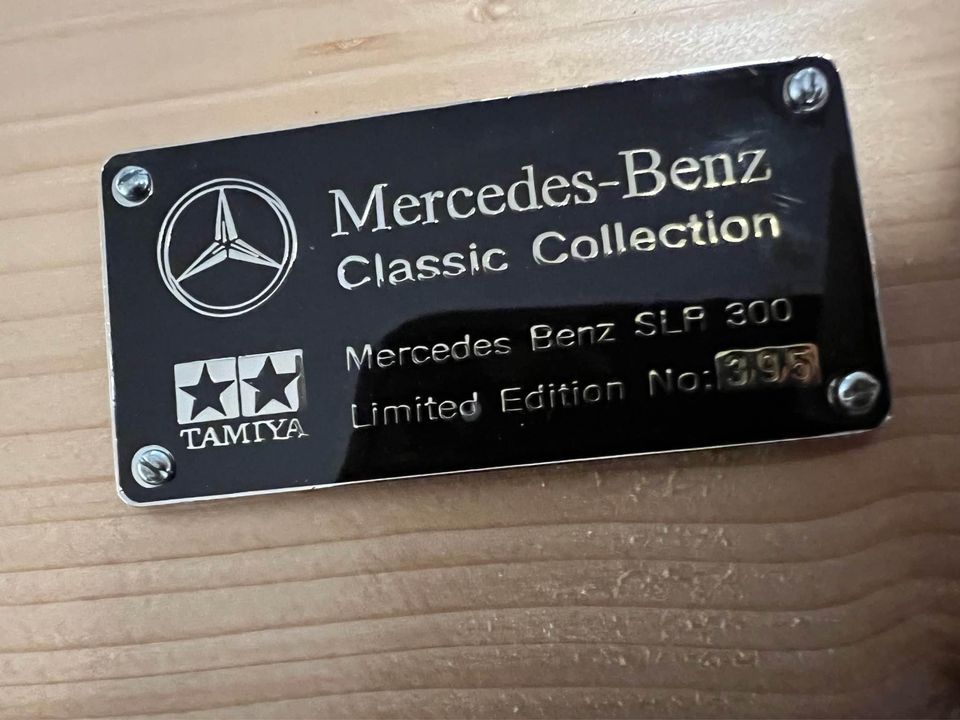 Mercedes-Benz
Classic Collection
Mercedes Benz SLR 300
Limited Edition No: 395
TAMIYA